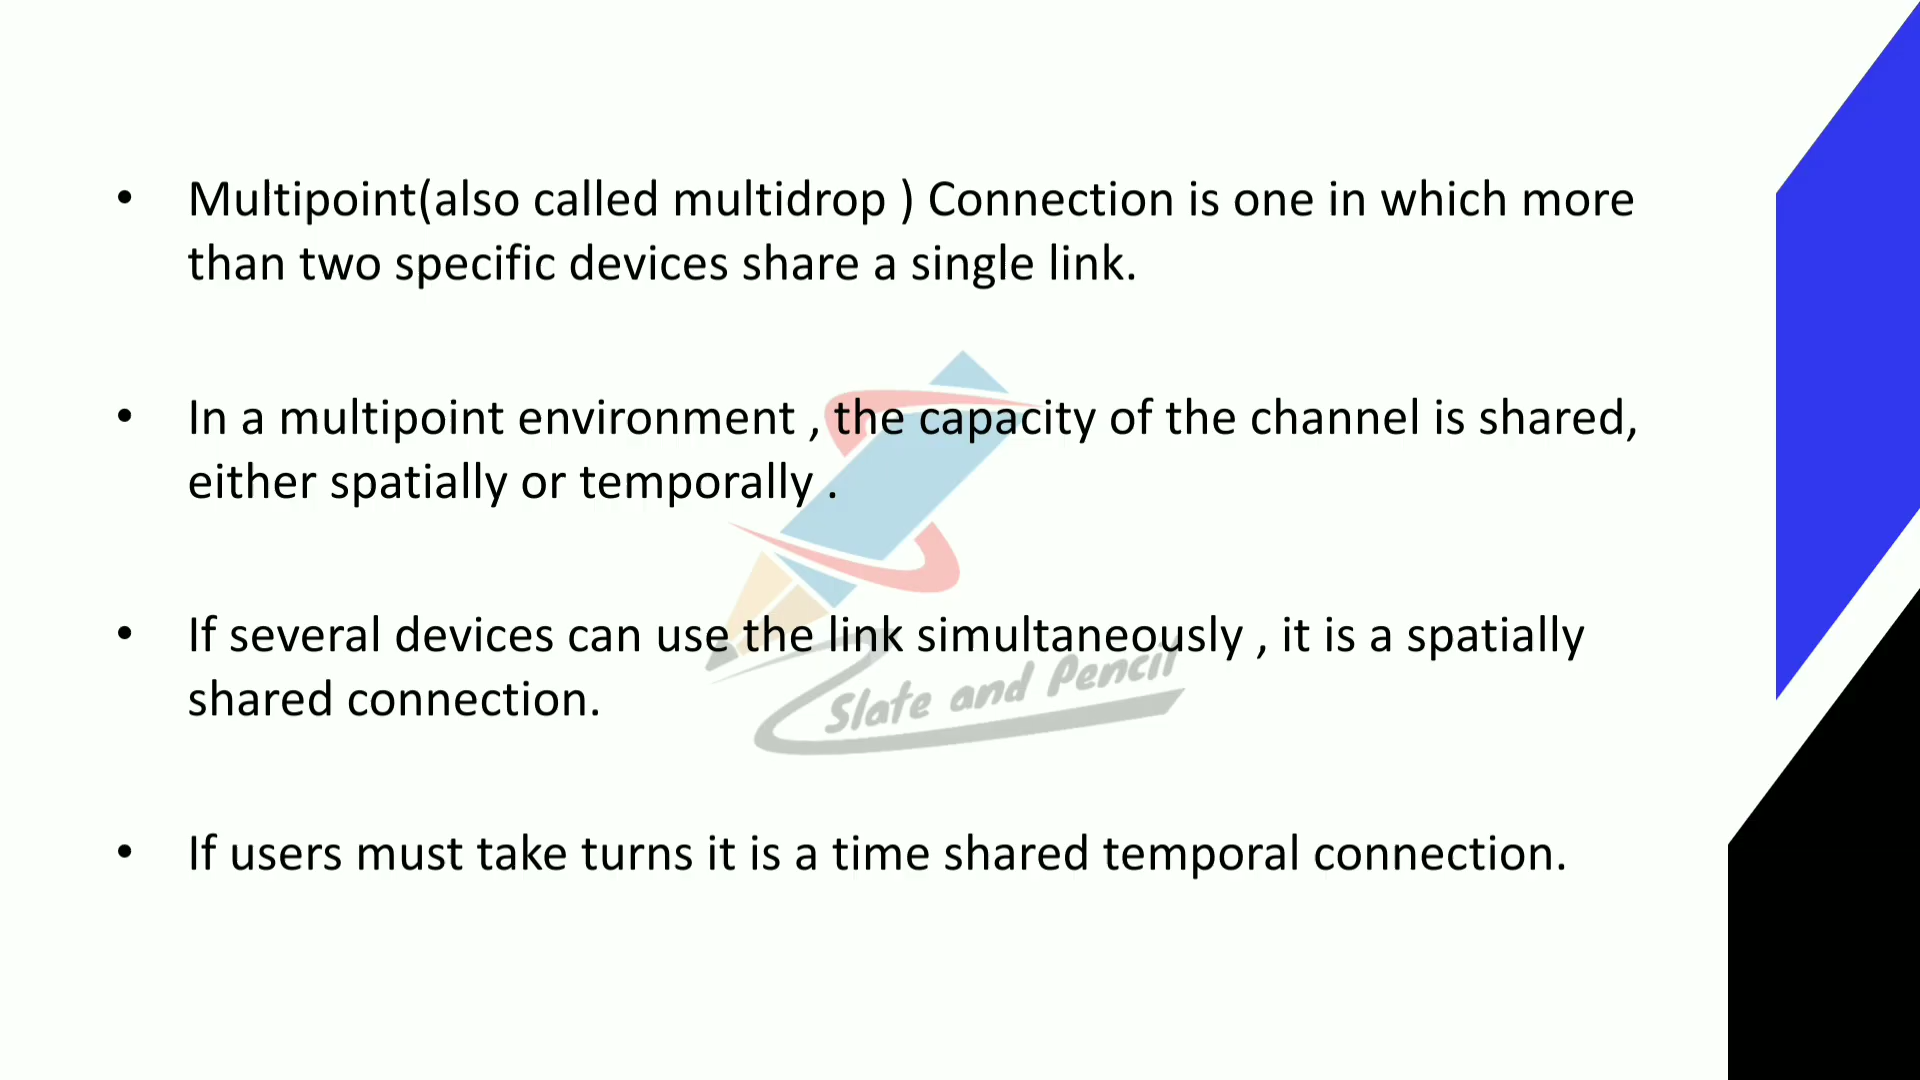 • Multipoint(also called multidrop ) Connection is one in which more
than two specific devices share a single link.
• In a multipoint environment , the capacity of the channel is shared,
either spatially or temporally .
• If several devices can use the link simultaneously , it is a spatially
shared connection.
Slate and Pencil
• If users must take turns it is a time shared temporal connection.